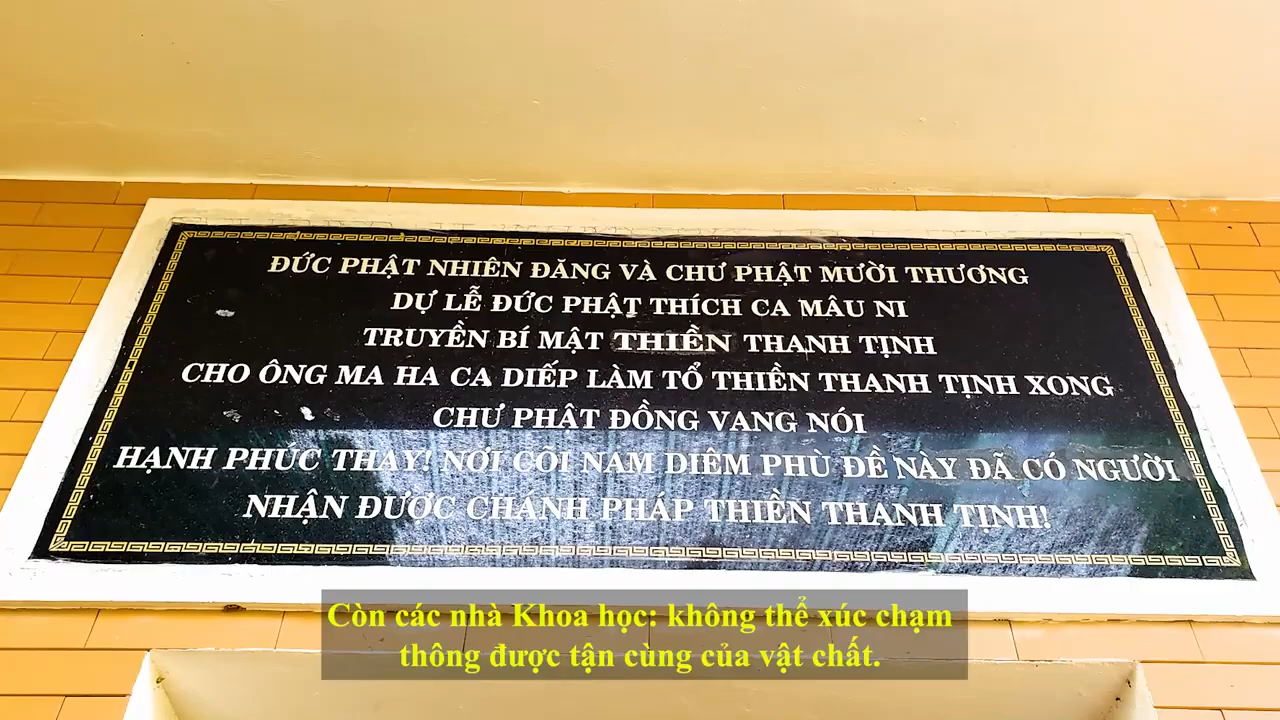 ĐỨC PHẬT NHIÊN ĐĂNG VÀ CHƯ PHẬT MƯỜI THƯƠNG
DỰ LỄ ĐỨC PHẬT THÍCH CA MÂU NI
TRUYỀN BÍ MẬT THIỀN THANH TỊNH
CHO ÔNG MA HA CA DIẾP LÀM TỔ THIỀN THANH TỊNH XONG
CHƯ PHẬT ĐỒNG VANG NÓI
HẠNH PHÚC THAY! NƠI CÕI NAM DIÊM PHÙ ĐỀ NÀY ĐÃ CÓ NGƯỜI
NHẬN ĐƯỢC CHÁNH PHÁP THIỀN THANH TỊNH!
Còn các nhà Khoa học: không thể xúc chạm
thông được tận cùng của vật chất.